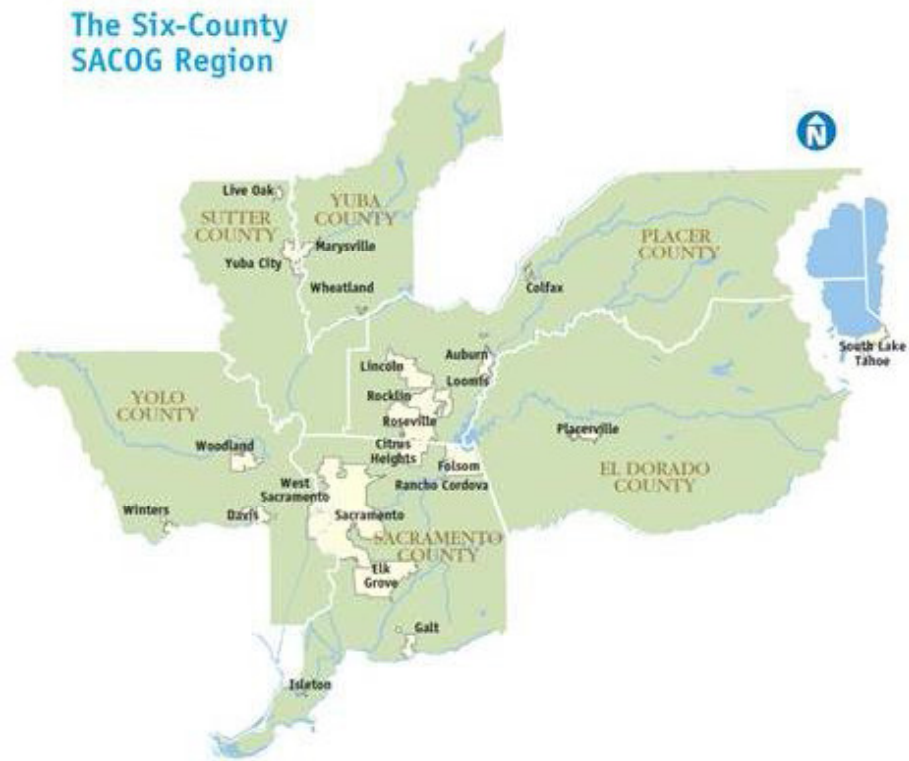 The Six-County
SACOG Region
N
Live Oak
SUTTER
COUNTY
YUBA
COUNTY
Marysville
Yuba City
Wheatland
PLACER
COUNTY
Colfax
South Lake
Tahoe
Auburn
Lincoln
Loomis
Rocklin
Roseville
YOLO
COUNTY
Placerville
Woodland
Citrus
Heights
Folsom
EL DORADO
COUNTY
West
Sacramento
Rancho Cordova
Winters
Davis
Sacramento
SACRAMENTO
COUNTY
Elk
Grove
Galt
Isleton